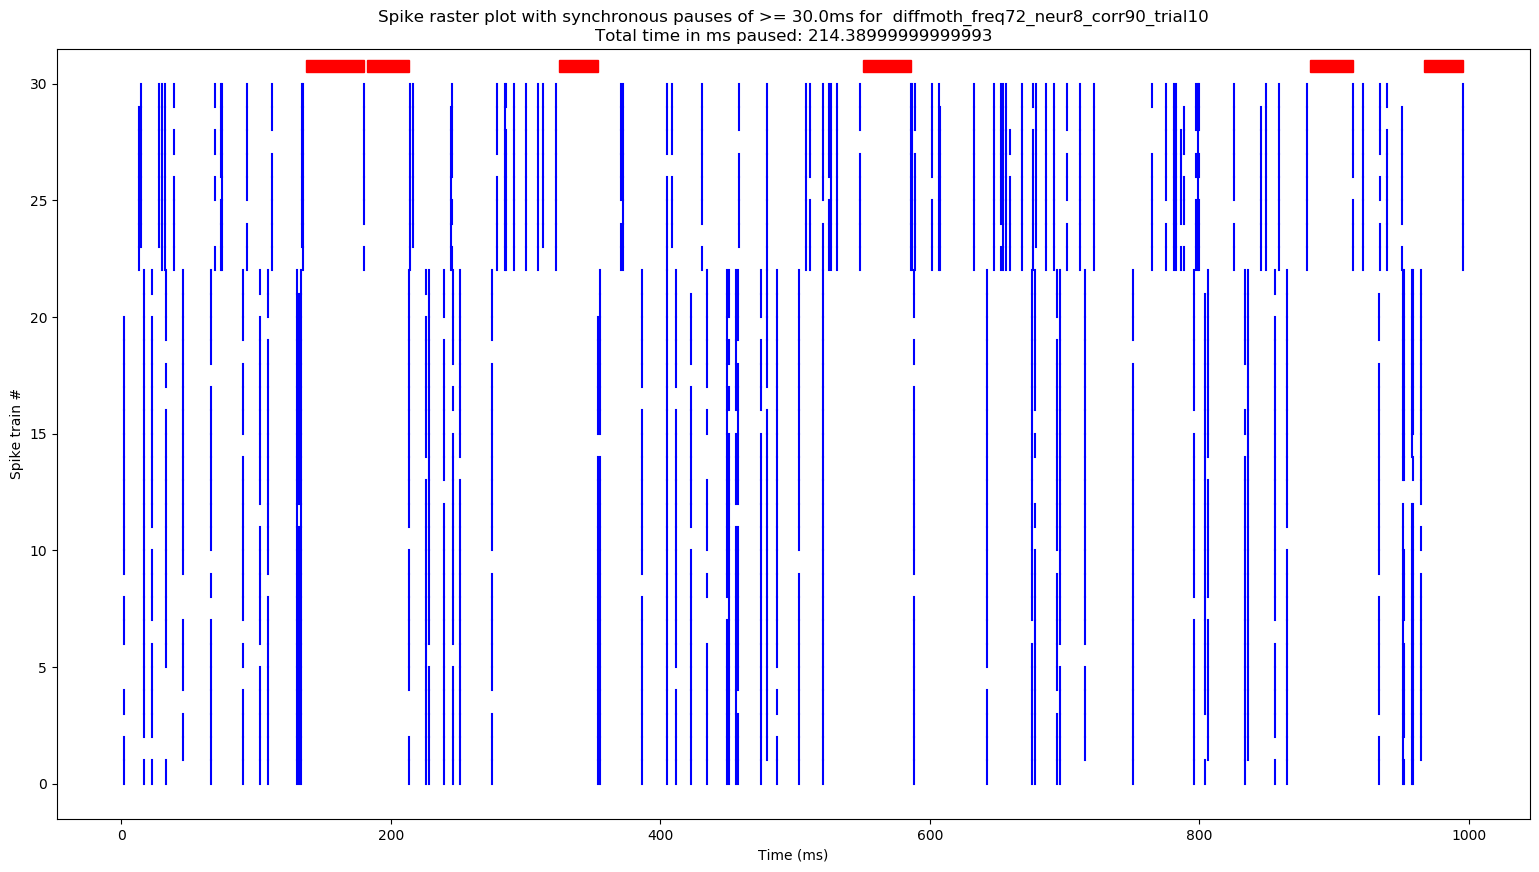 Spike raster plot with synchronous pauses of >= 30.0ms for  diffmoth_freq72_neur8_corr90_trial10
Total time in ms paused: 214.38999999999993
30
25
20
15
10
5
0
Spike train #
0 200 400 600 800 1000
Time (ms)